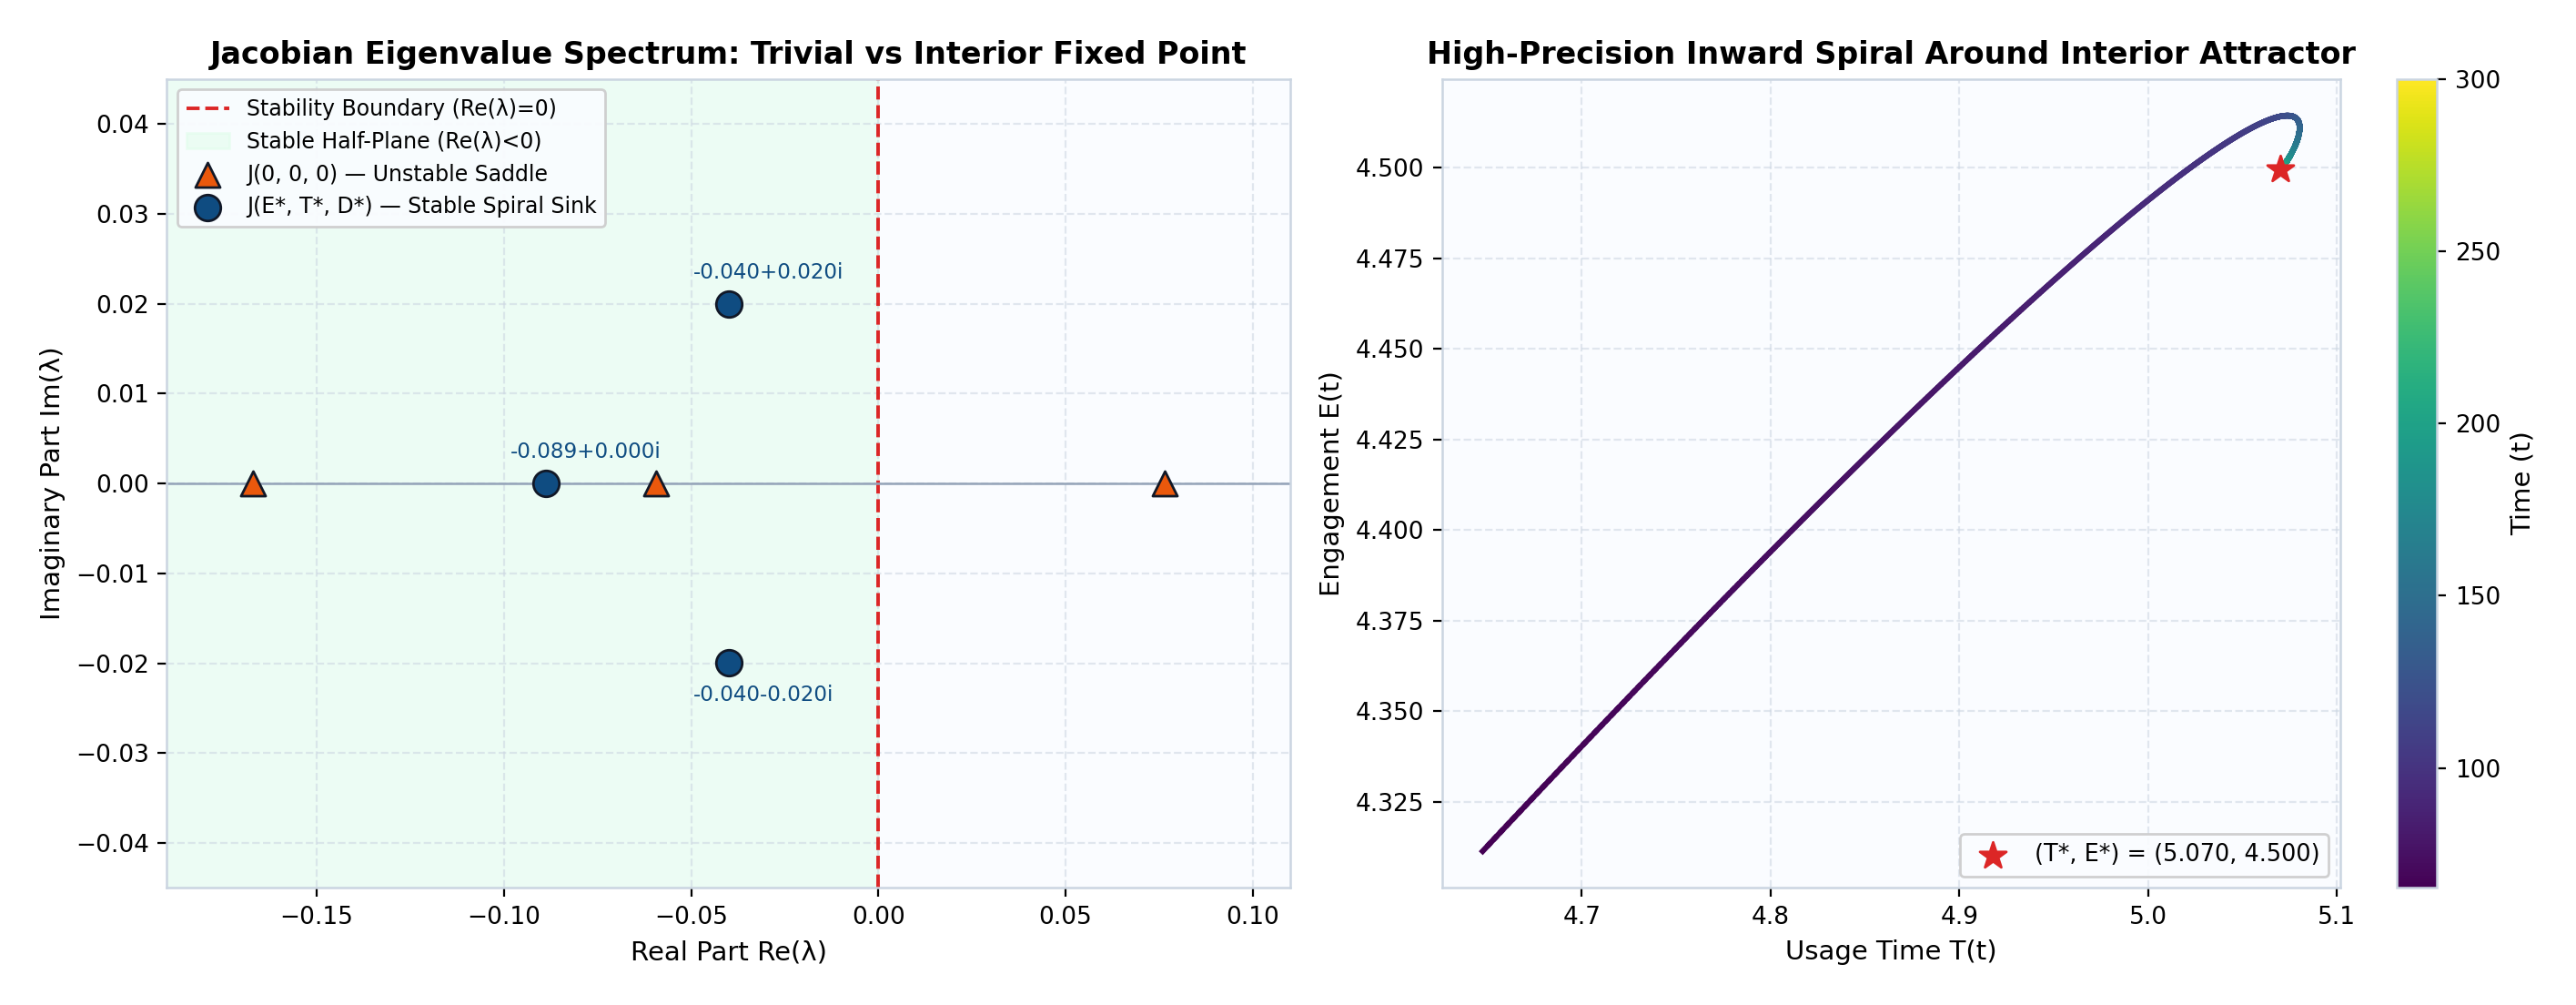 Jacobian Eigenvalue Spectrum: Trivial vs Interior Fixed Point
Stability Boundary (Re(λ)=0)
Stable Half-Plane (Re(λ)<0)
J(0, 0, 0) — Unstable Saddle
J(E*, T*, D*) — Stable Spiral Sink
-0.040+0.020i
-0.089+0.000i
-0.040-0.020i
0.04
0.03
0.02
0.01
0.00
−0.01
−0.02
−0.03
−0.04
Imaginary Part Im(λ)
−0.15
−0.10
−0.05
0.00
0.05
0.10
Real Part Re(λ)
High-Precision Inward Spiral Around Interior Attractor
4.500
4.475
4.450
4.425
4.400
4.375
4.350
4.325
Engagement E(t)
(T*, E*) = (5.070, 4.500)
4.7
4.8
4.9
5.0
5.1
Usage Time T(t)
300
250
200
150
100
Time (t)